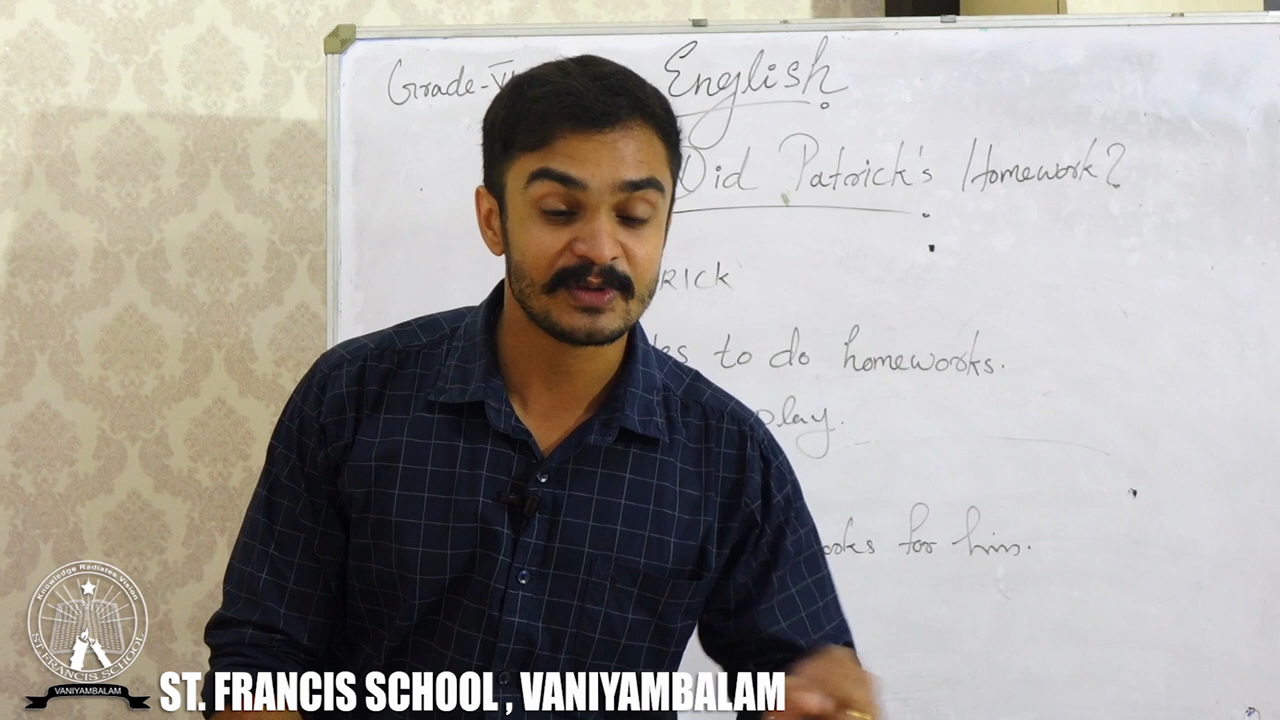 Grade-VI English
Did Patrick's Homework?
RICK
to do homeworks.
play.
for him.
Knowledge Radiates Vision
ST. FRANCIS SCHOOL
VANIYAMBALAM
ST. FRANCIS SCHOOL, VANIYAMBALAM